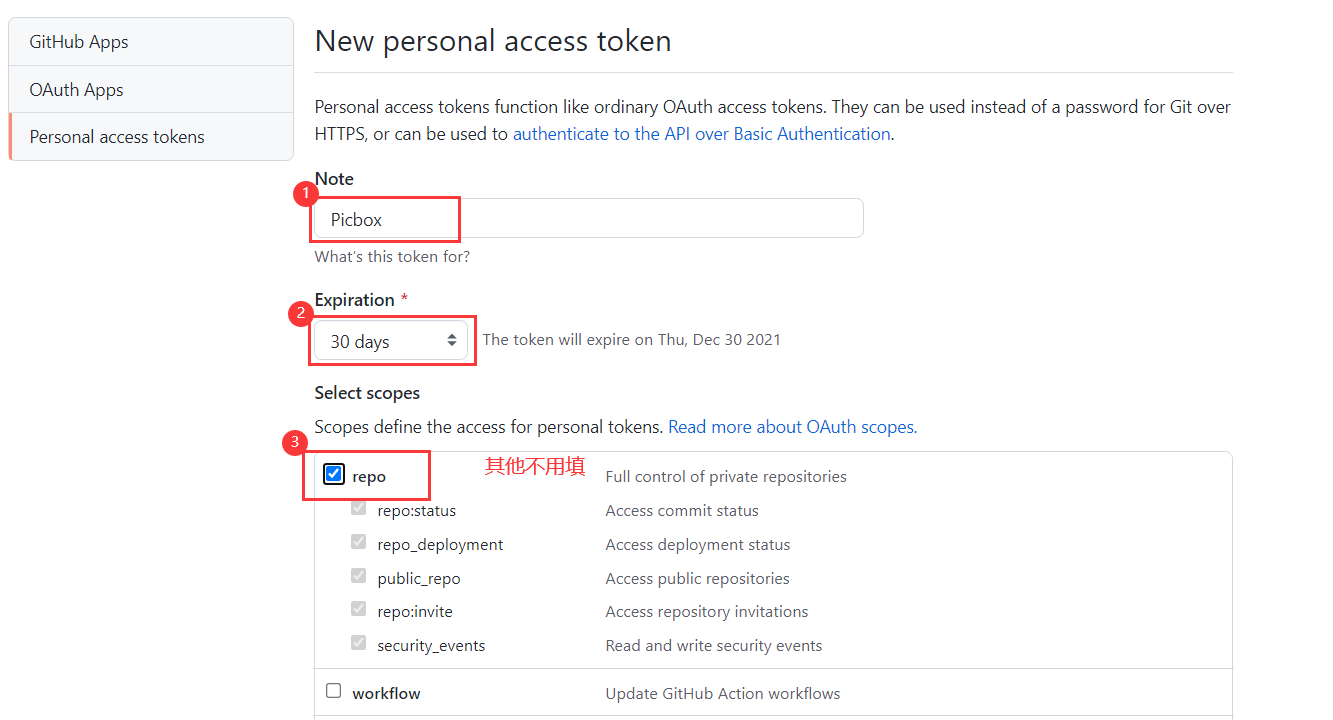 GitHub Apps
OAuth Apps
Personal access tokens
New personal access token
Personal access tokens function like ordinary OAuth access tokens. They can be used instead of a password for Git over
HTTPS, or can be used to authenticate to the API over Basic Authentication.
Note
1
Picbox
What's this token for?
Expiration *
2
30 days
The token will expire on Thu, Dec 30 2021
Select scopes
Scopes define the access for personal tokens. Read more about OAuth scopes.
3
其他不用填
repo Full control of private repositories
repo:status Access commit status
repo_deployment Access deployment status
public_repo Access public repositories
repo:invite Access repository invitations
security_events Read and write security events
workflow Update GitHub Action workflows